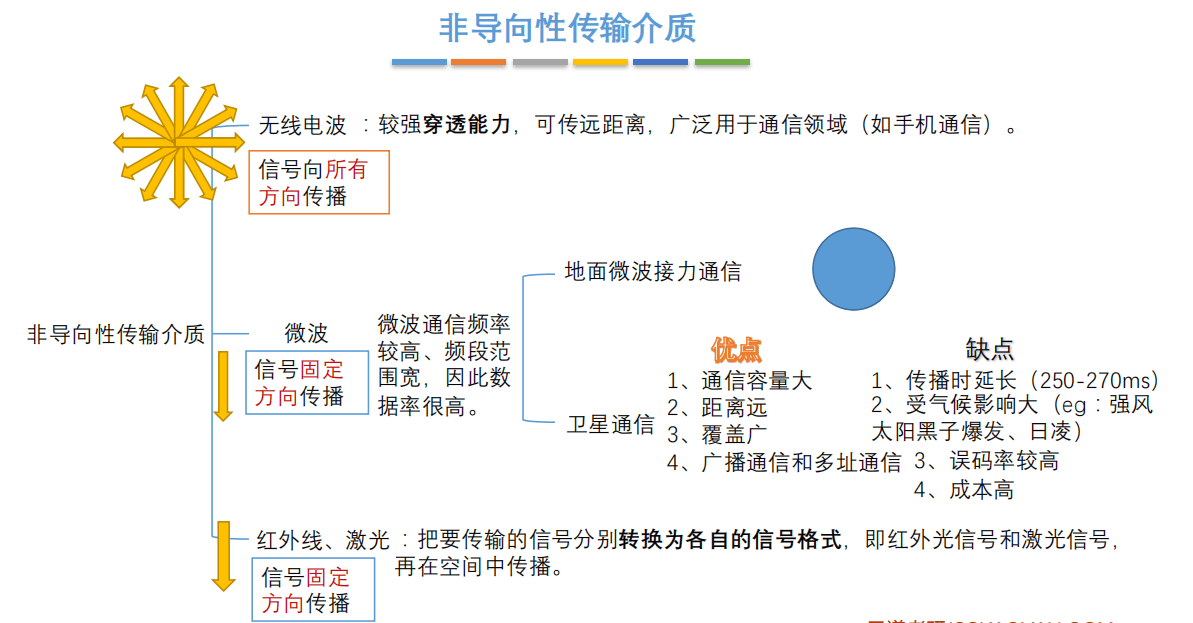 非导向性传输介质
无线电波 ：较强穿透能力，可传远距离，广泛用于通信领域（如手机通信）。
信号向所有
方向传播
非导向性传输介质
微波
信号固定
方向传播
微波通信频率
较高、频段范
围宽，因此数
据率很高。
地面微波接力通信
卫星通信
优点
1、通信容量大
2、距离远
3、覆盖广
4、广播通信和多址通信
缺点
1、传播时延长（250-270ms）
2、受气候影响大（eg：强风
太阳黑子爆发、日凌）
3、误码率较高
4、成本高
红外线、激光 ：把要传输的信号分别转换为各自的信号格式，即红外光信号和激光信号，
再在空间中传播。
信号固定
方向传播